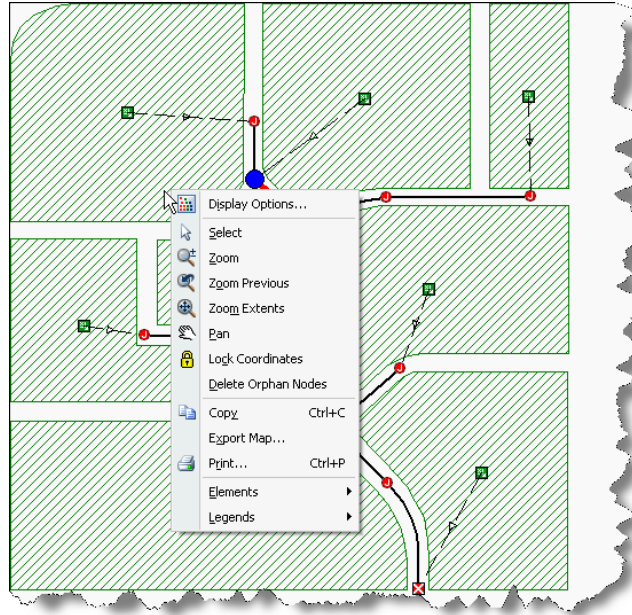 J
J
J
Display Options...
Select
Zoom
Zoom Previous
Zoom Extents
J
Pan
Lock Coordinates
J
Delete Orphan Nodes
Copy Ctrl+C
Export Map...
Print... Ctrl+P
J
Elements
Legends